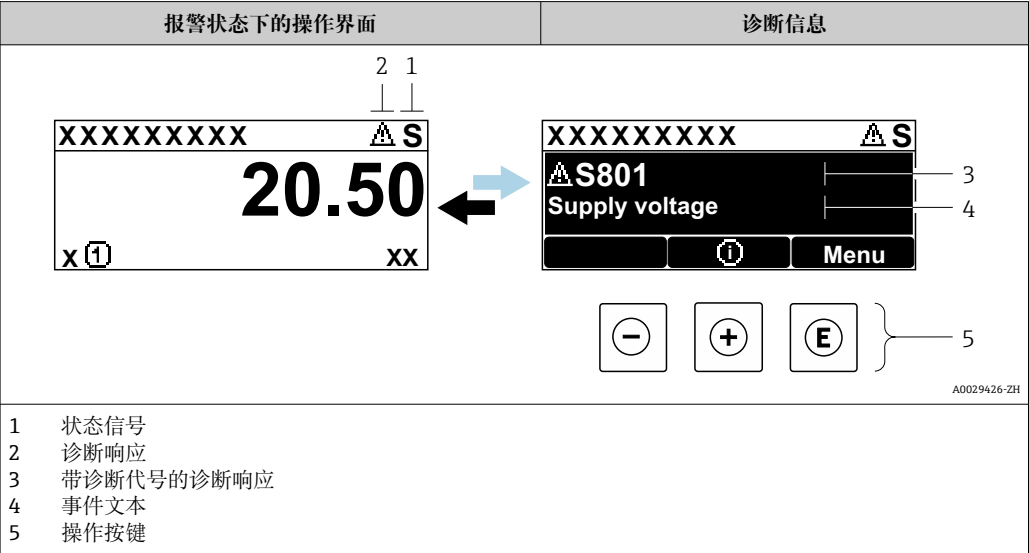 报警状态下的操作界面
诊断信息
2 1
XXXXXXXXX S
20.50
x 1
xx
XXXXXXXXX S
S801
3
Supply voltage
4
i Menu
- + E
5
A0029426-ZH
1 状态信号
2 诊断响应
3 带诊断代号的诊断响应
4 事件文本
5 操作按键